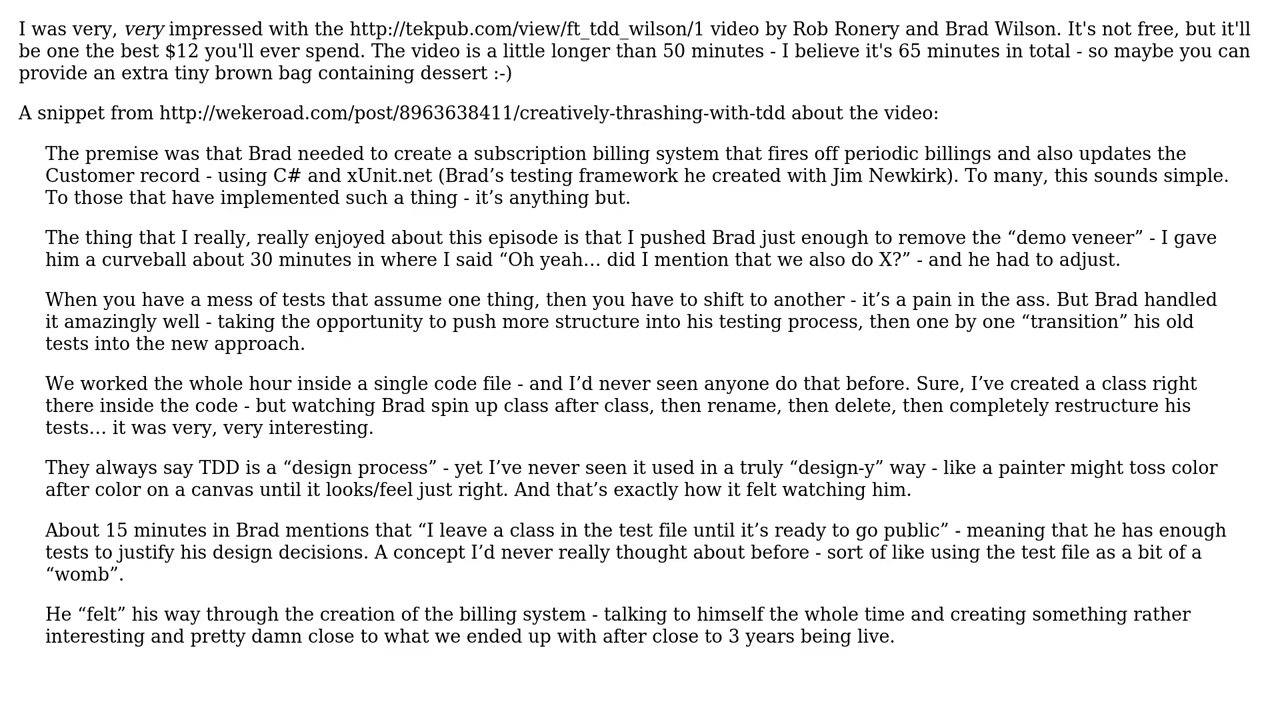 I was very, very impressed with the http://tekpub.com/view/ft_tdd_wilson/1 video by Rob Ronery and Brad Wilson. It's not free, but it'll
be one the best $12 you'll ever spend. The video is a little longer than 50 minutes - I believe it's 65 minutes in total - so maybe you can
provide an extra tiny brown bag containing dessert :-)
A snippet from http://wekeroad.com/post/8963638411/creatively-thrashing-with-tdd about the video:
The premise was that Brad needed to create a subscription billing system that fires off periodic billings and also updates the
Customer record - using C# and xUnit.net (Brad’s testing framework he created with Jim Newkirk). To many, this sounds simple.
To those that have implemented such a thing - it’s anything but.
The thing that I really, really enjoyed about this episode is that I pushed Brad just enough to remove the “demo veneer” - I gave
him a curveball about 30 minutes in where I said “Oh yeah… did I mention that we also do X?” - and he had to adjust.
When you have a mess of tests that assume one thing, then you have to shift to another - it’s a pain in the ass. But Brad handled
it amazingly well - taking the opportunity to push more structure into his testing process, then one by one “transition” his old
tests into the new approach.
We worked the whole hour inside a single code file - and I’d never seen anyone do that before. Sure, I’ve created a class right
there inside the code - but watching Brad spin up class after class, then rename, then delete, then completely restructure his
tests… it was very, very interesting.
They always say TDD is a “design process” - yet I’ve never seen it used in a truly “design-y” way - like a painter might toss color
after color on a canvas until it looks/feel just right. And that’s exactly how it felt watching him.
About 15 minutes in Brad mentions that “I leave a class in the test file until it’s ready to go public” - meaning that he has enough
tests to justify his design decisions. A concept I’d never really thought about before - sort of like using the test file as a bit of a
“womb”.
He “felt” his way through the creation of the billing system - talking to himself the whole time and creating something rather
interesting and pretty damn close to what we ended up with after close to 3 years being live.